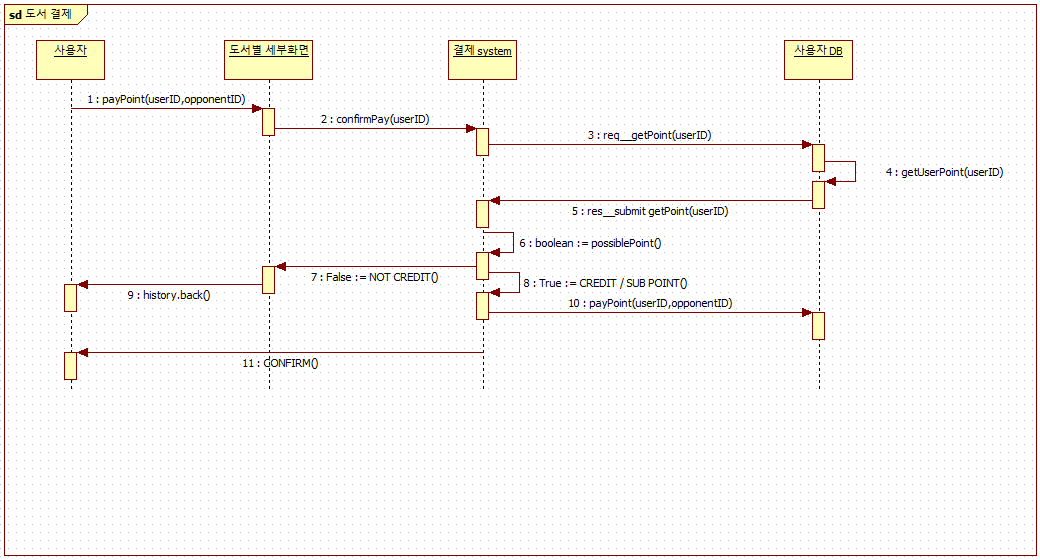 sd 도서 결제
사용자
도서별 세부화면
결제 system
사용자 DB
1 : payPoint(userID,opponentID)
2 : confirmPay(userID)
3 : req__getPoint(userID)
4 : getUserPoint(userID)
5 : res__submit getPoint(userID)
6 : boolean := possiblePoint()
7 : False := NOT CREDIT()
8 : True := CREDIT / SUB POINT()
9 : history.back()
10 : payPoint(userID,opponentID)
11 : CONFIRM()